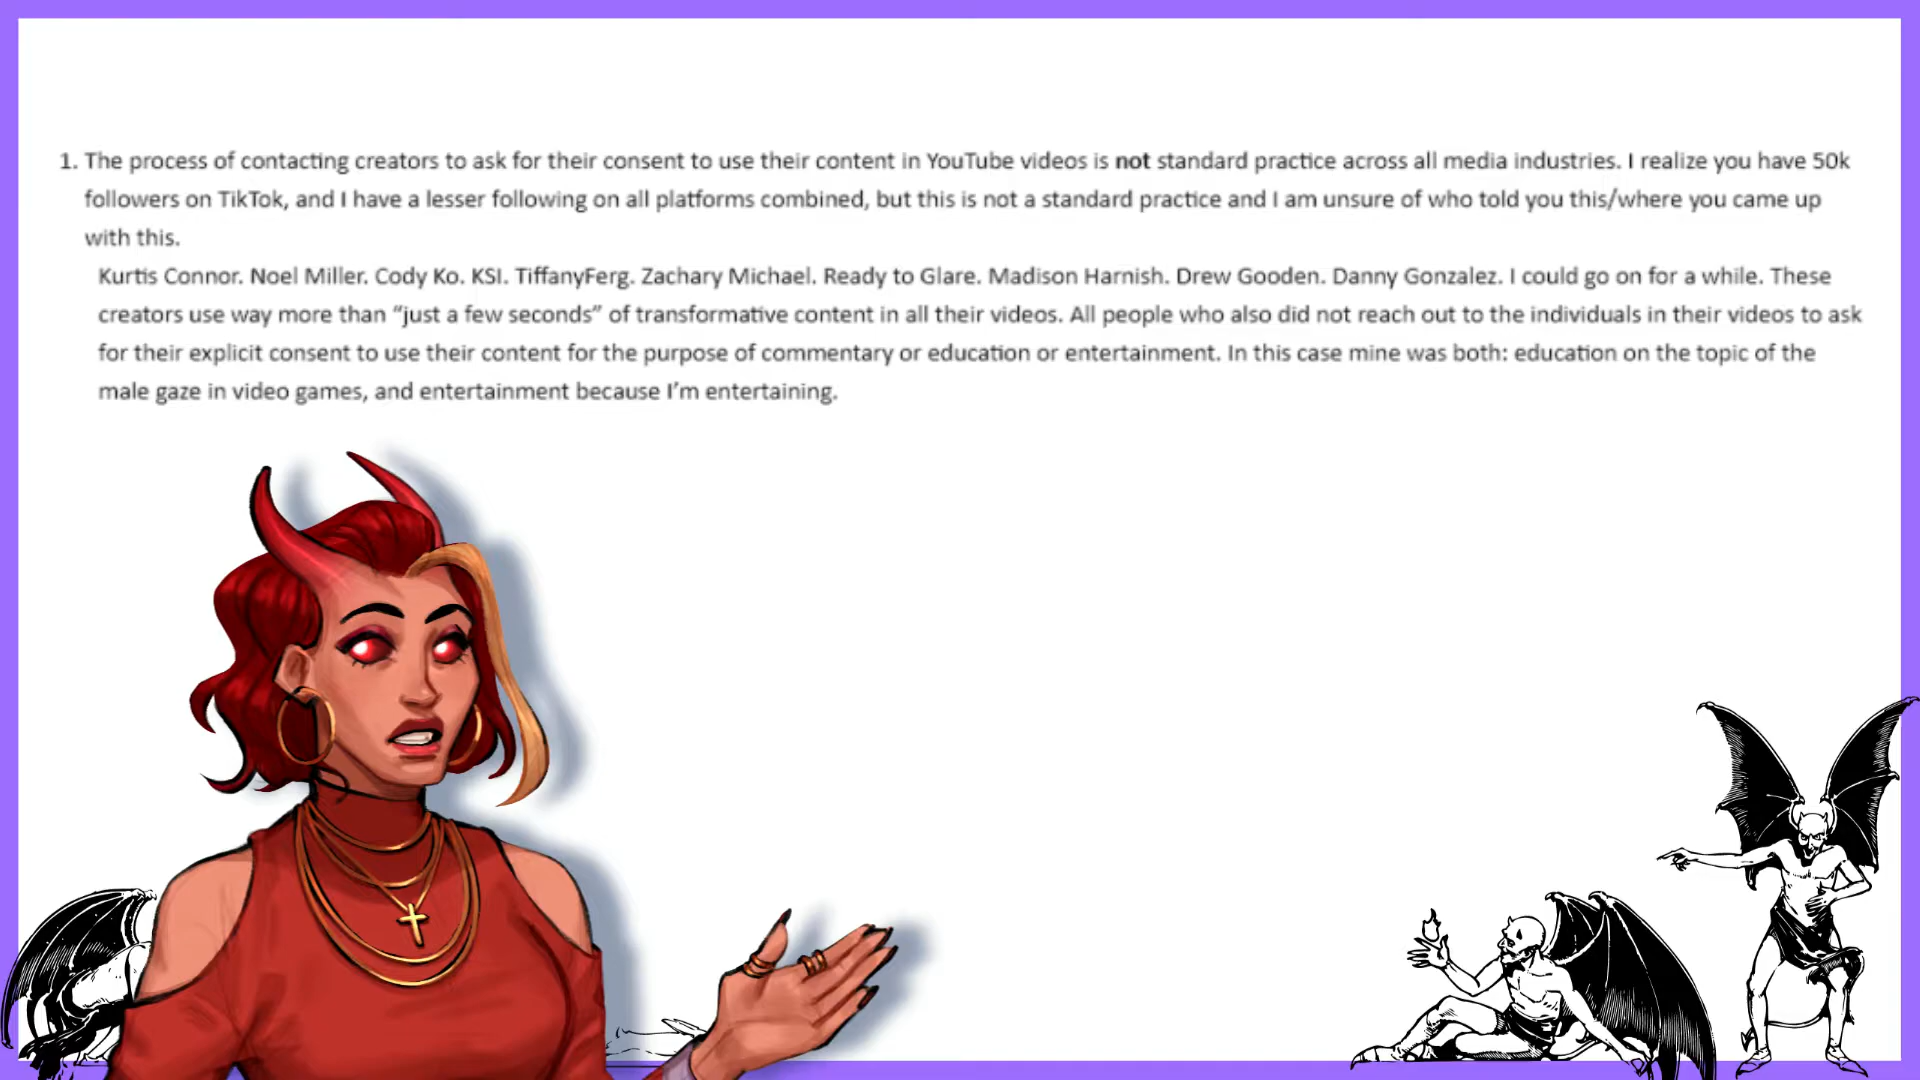 1. The process of contacting creators to ask for their consent to use their content in YouTube videos is not standard practice across all media industries. I realize you have 50k
followers on TikTok, and I have a lesser following on all platforms combined, but this is not a standard practice and I am unsure of who told you this/where you came up
with this.
Kurtis Connor. Noel Miller. Cody Ko. KSI. TiffanyFerg. Zachary Michael. Ready to Glare. Madison Harnish. Drew Gooden. Danny Gonzalez. I could go on for a while. These
creators use way more than “just a few seconds” of transformative content in all their videos. All people who also did not reach out to the individuals in their videos to ask
for their explicit consent to use their content for the purpose of commentary or education or entertainment. In this case mine was both: education on the topic of the
male gaze in video games, and entertainment because I’m entertaining.